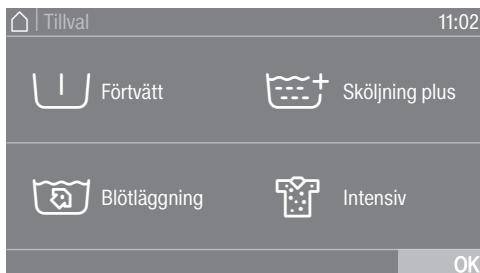 Tillval 11:02
Förtvätt Sköljning plus
Blötläggning Intensiv
OK